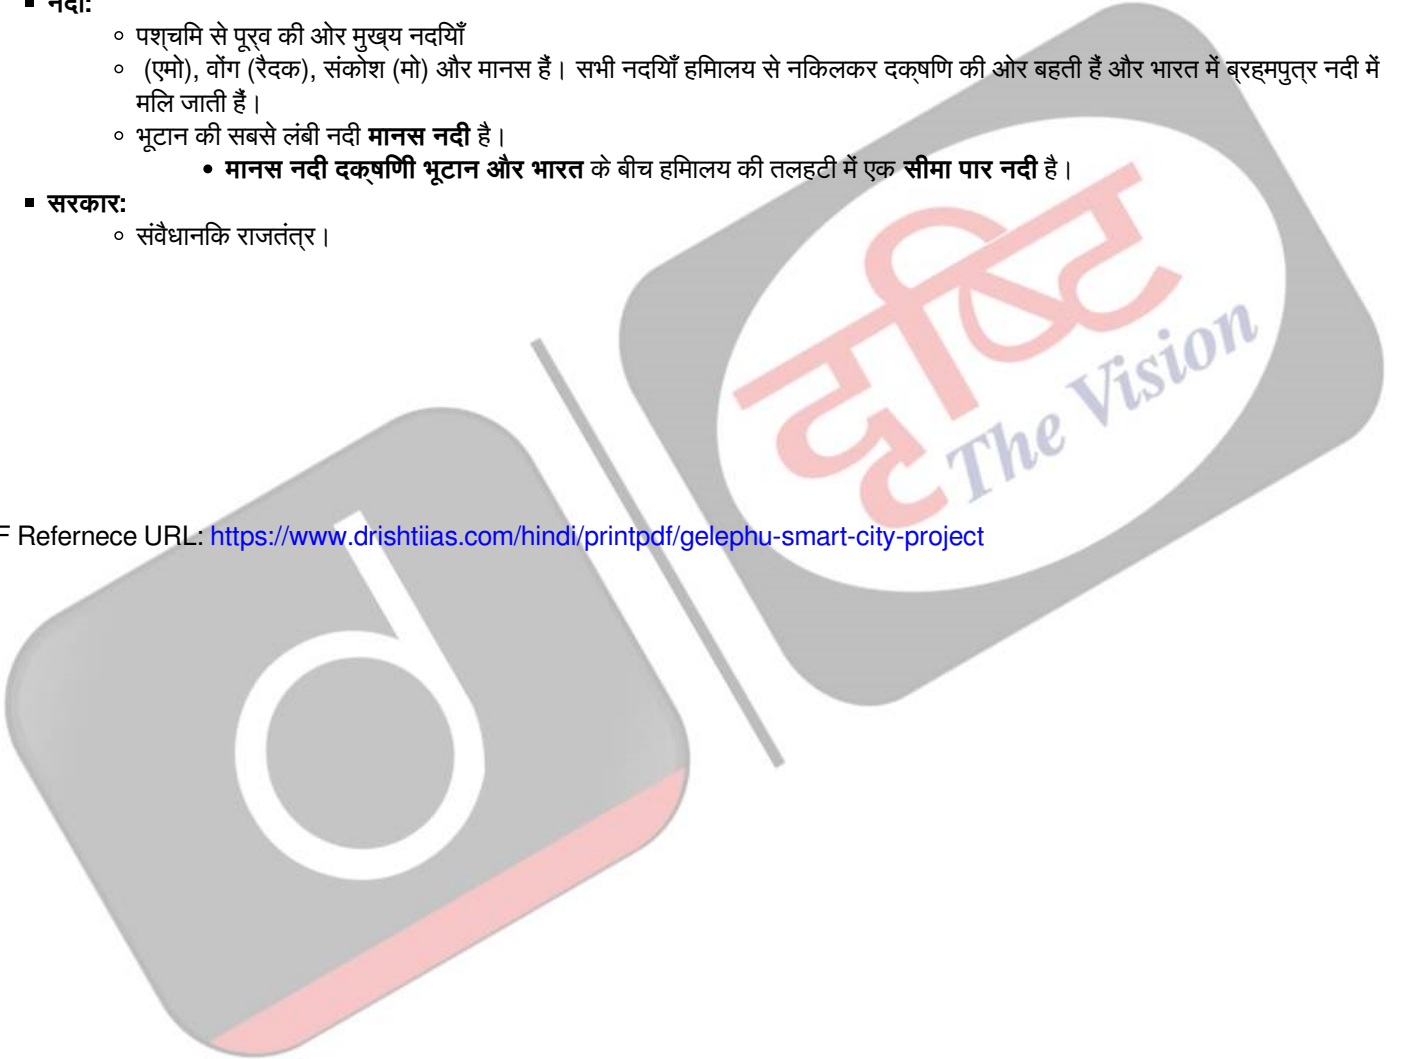 नदी:
पश्चिम से पूर्व की ओर मुख्य नदियाँ
(एमो), वोंग (रैदक), संकोश (मो) और मानस हैं। सभी नदियाँ हिमालय से निकलकर दक्षिण की ओर बहती हैं और भारत में ब्रह्मपुत्र नदी में
मिल जाती हैं।
भूटान की सबसे लंबी नदी मानस नदी है।
मानस नदी दक्षिणी भूटान और भारत के बीच हिमालय की तलहटी में एक सीमा पार नदी है।
सरकार:
संवैधानिक राजतंत्र।
दृष्टि
The Vision
F Refernece URL: https://www.drishtiias.com/hindi/printpdf/gelephu-smart-city-project
d